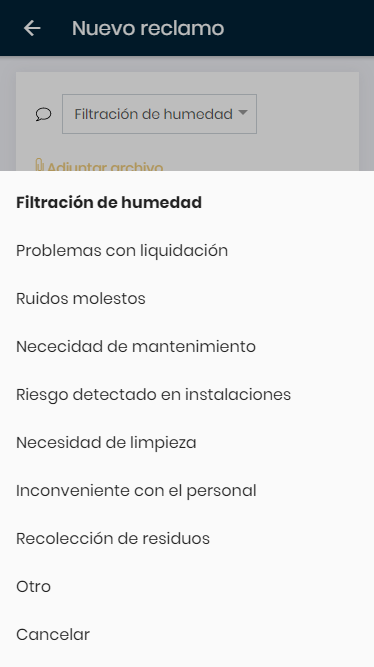 Nuevo reclamo
Filtración de humedad
Adjuntar archivo
Filtración de humedad
Problemas con liquidación
Ruidos molestos
Nececidad de mantenimiento
Riesgo detectado en instalaciones
Necesidad de limpieza
Inconveniente con el personal
Recolección de residuos
Otro
Cancelar